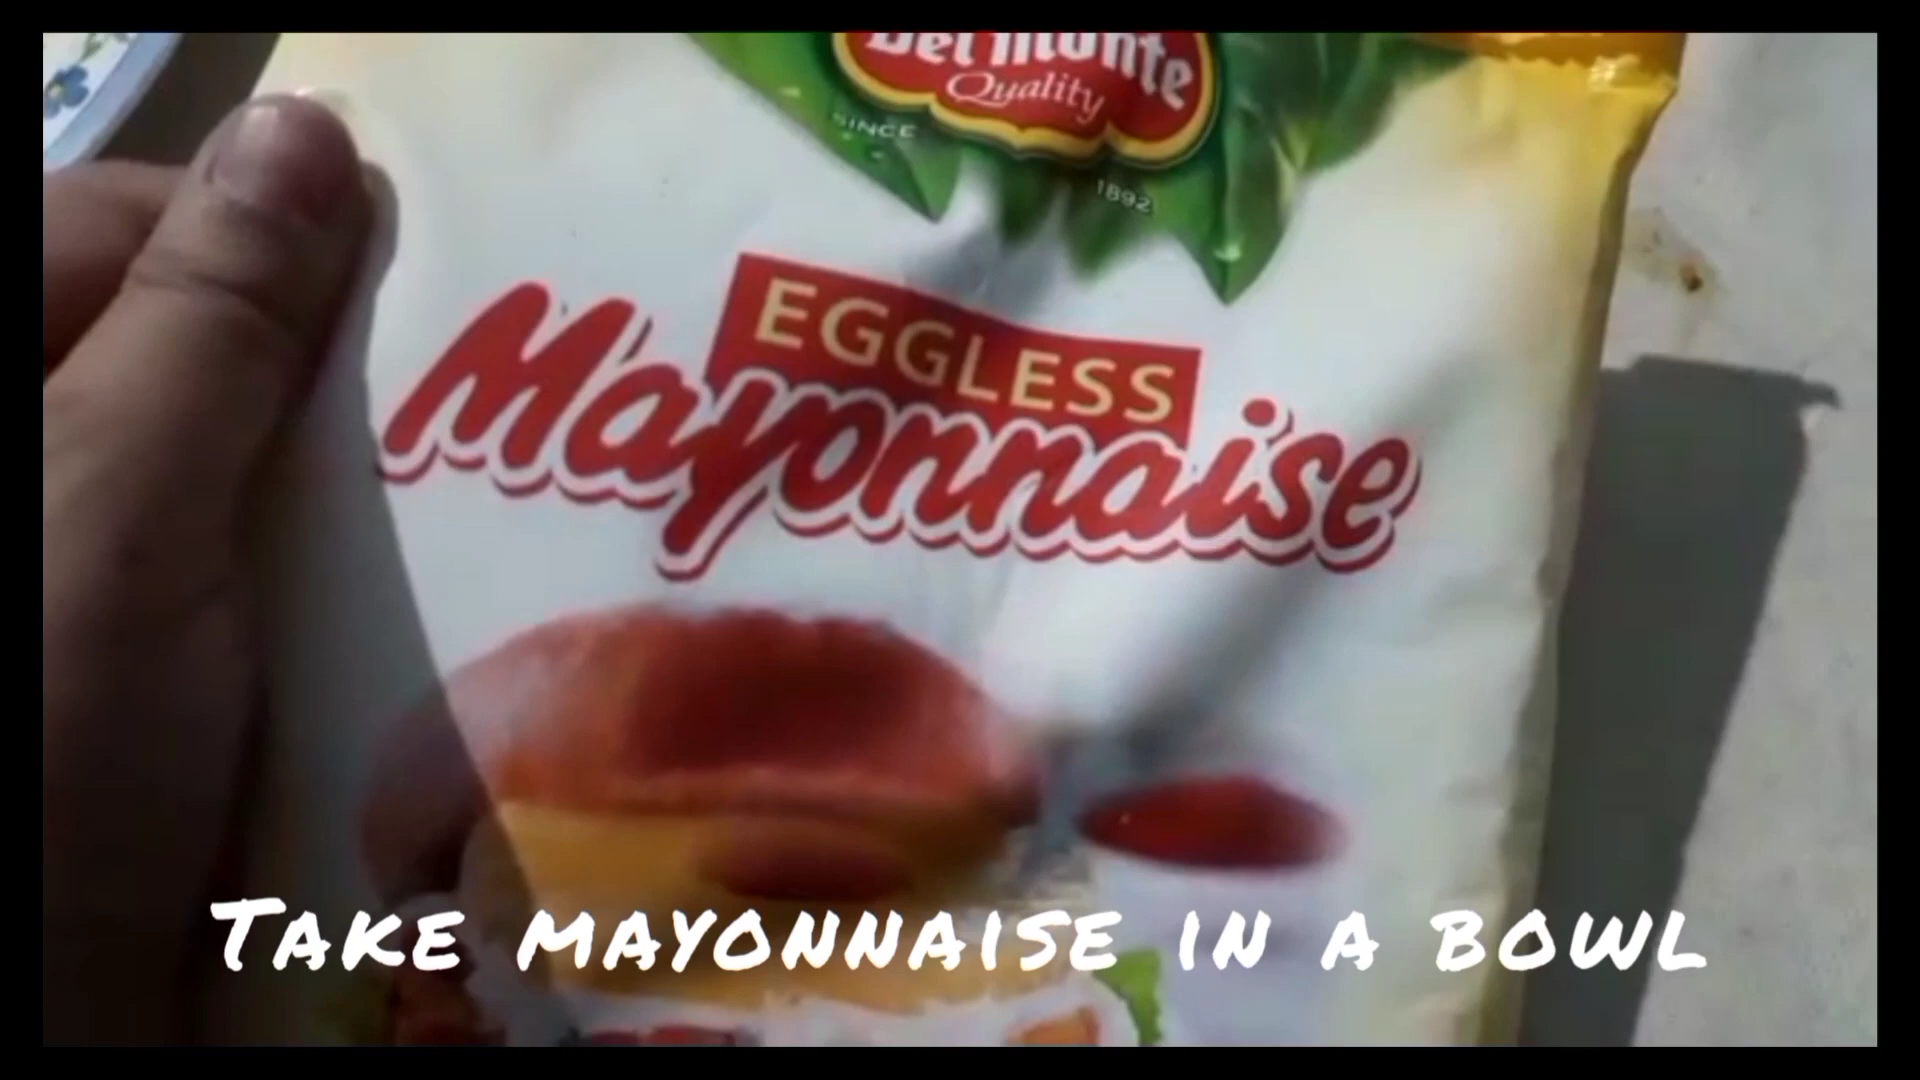 Del Monte
Quality
SINCE
1892
EGGLESS
Mayonnaise
TAKE MAYONNAISE IN A BOWL